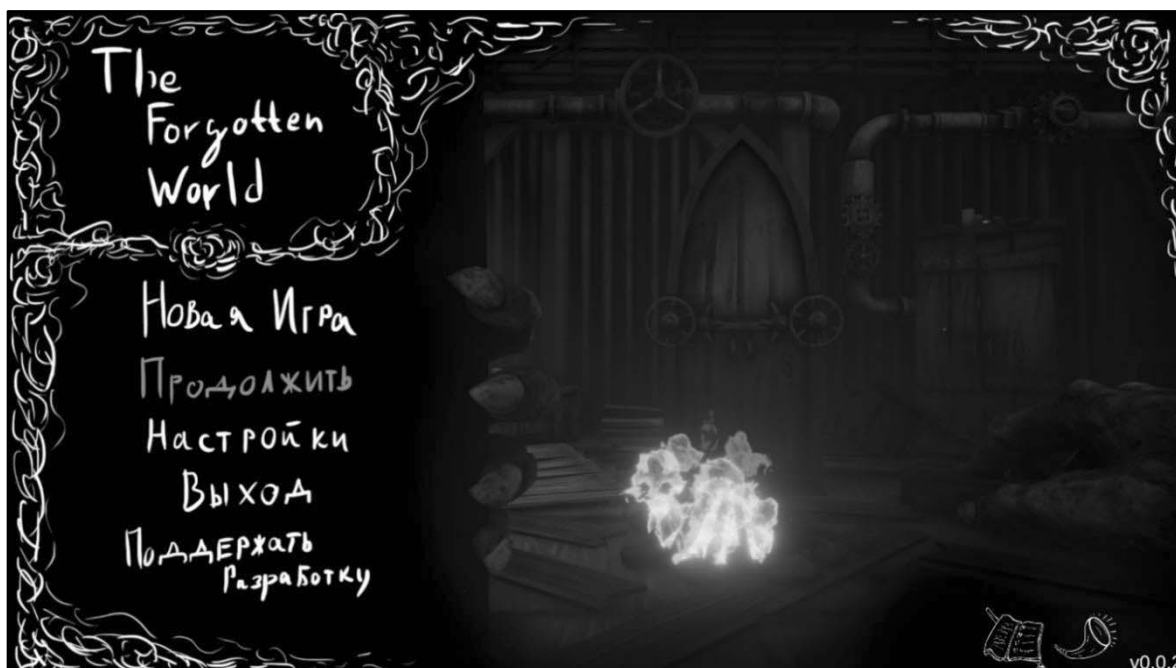 The
Forgotten
World
Новая Игра
Продолжить
Настройки
Выход
Поддержать
Разработку